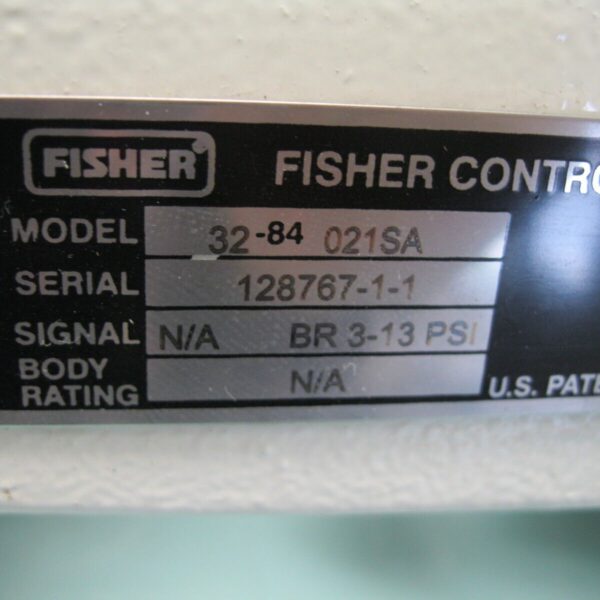 FISHER FISHER CONTRO
MODEL 32-84 021SA
SERIAL 128767-1-1
SIGNAL N/A BR 3-13 PSI
BODY
RATING N/A
U.S. PATE